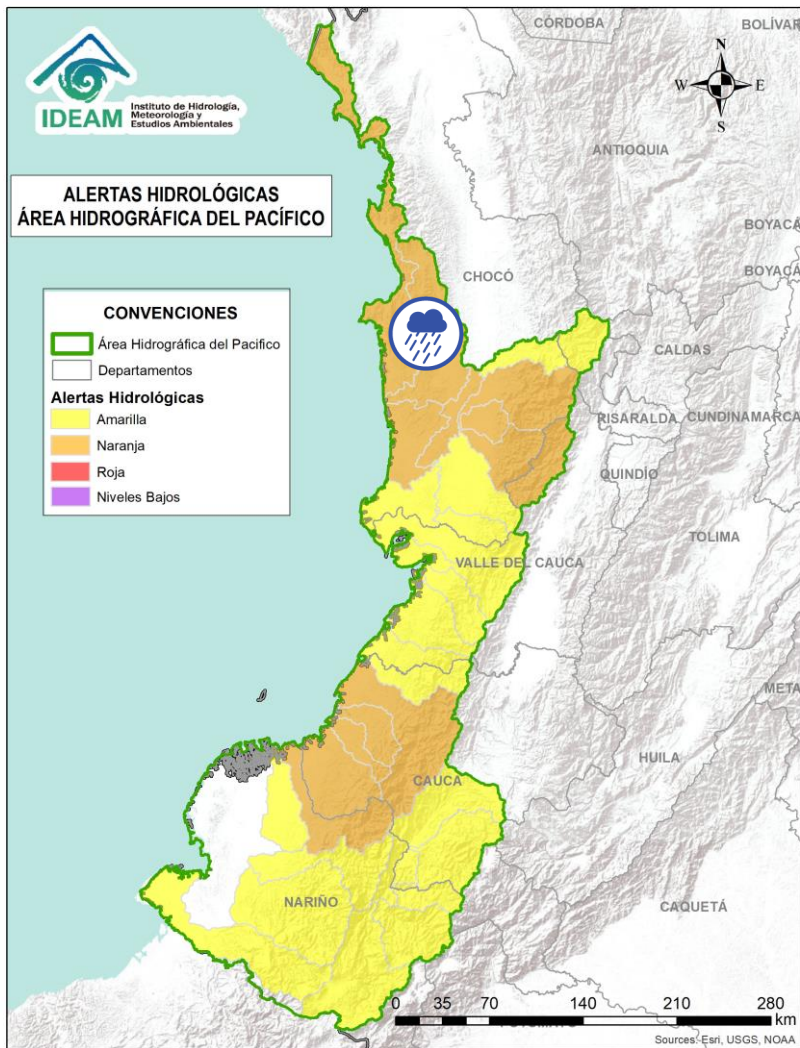 CÓRDOBA
BOLÍVAR
N
W
E
S
IDEAM
Instituto de Hidrología,
Meteorología y
Estudios Ambientales
ANTIOQUIA
ALERTAS HIDROLÓGICAS
ÁREA HIDROGRÁFICA DEL PACÍFICO
BOYACÁ
BOYACÁ
CHOCÓ
CONVENCIONES
Área Hidrográfica del Pacifico
Departamentos
Alertas Hidrológicas
Amarilla
Naranja
Roja
Niveles Bajos
CALDAS
RISARALDA
CUNDINAMARCA
QUINDÍO
TOLIMA
VALLE DEL CAUCA
META
HUILA
CAUCA
NARIÑO
CAQUETÁ
0 35 70 140 210 280
km
Sources: Esri, USGS, NOAA